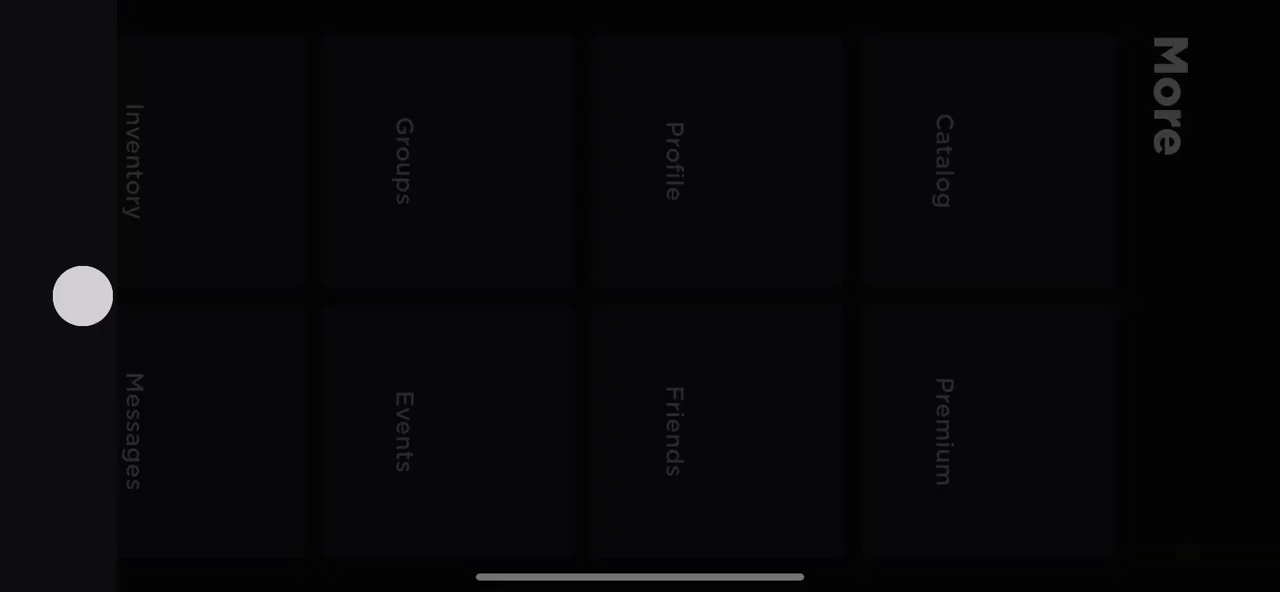 More
Catalog
Premium
Profile
Friends
Groups
Events
Inventory
Messages